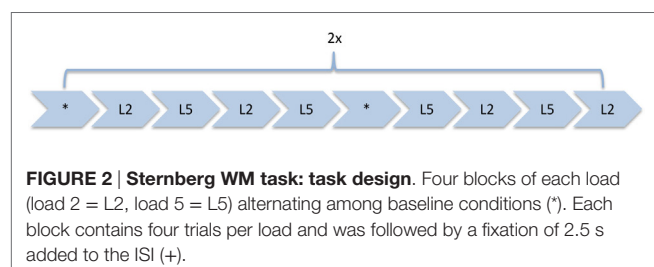 2x
* L2 L5 L2 L5 * L5 L2 L5 L2
FIGURE 2 | Sternberg WM task: task design. Four blocks of each load
(load 2 = L2, load 5 = L5) alternating among baseline conditions (*). Each
block contains four trials per load and was followed by a fixation of 2.5 s
added to the ISI (+).